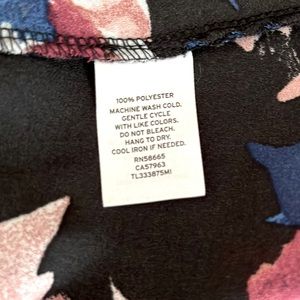 100% POLYESTER
MACHINE WASH COLD.
GENTLE CYCLE
WITH LIKE COLORS.
DO NOT BLEACH.
HANG TO DRY.
COOL IRON IF NEEDED.
RN58665
CA57963
TL333875MI